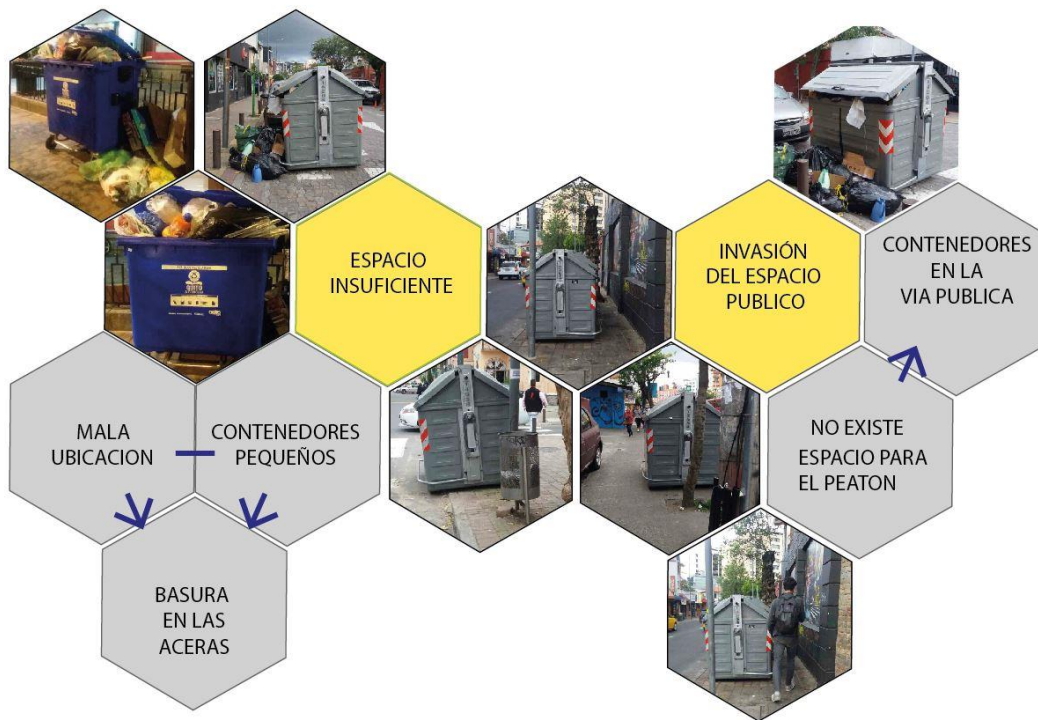 ESPACIO
INSUFICIENTE
INVASIÓN
DEL ESPACIO
PUBLICO
CONTENEDORES
EN LA
VIA PUBLICA
MALA
UBICACION
CONTENEDORES
PEQUEÑOS
NO EXISTE
ESPACIO PARA
EL PEATON
BASURA
EN LAS
ACERAS